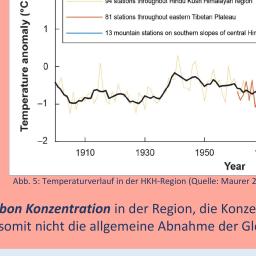 94 stations throughout Hindu Kush Himalayan region
81 stations throughout eastern Tibetan Plateau
13 mountain stations on southern slopes of central
Temperature anomaly (°C
1
0
−1
−2
1910
1930
1950
Year
Abb. 5: Temperaturverlauf in der HKH-Region (Quelle: Maurer
bon Konzentration in der Region, die Konze
somit nicht die allgemeine Abnahme der Gl